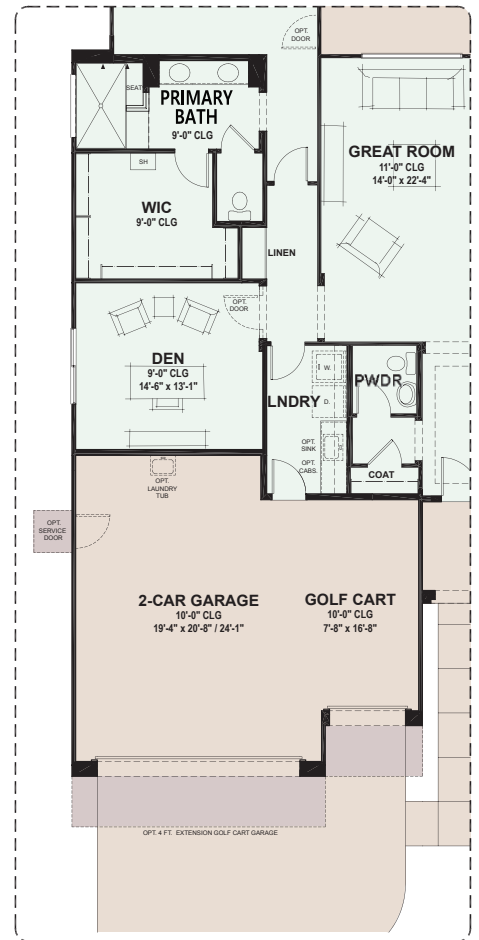 OPT.
DOOR
SEAT
PRIMARY
BATH
9'-0" CLG
GREAT ROOM
11'-0" CLG
14'-0" x 22'-4"
SH
WIC
9'-0" CLG
LINEN
OPT.
DOOR
DEN
9'-0" CLG
14'-6" x 13'-1"
W.
PWDR
LNDRY
D.
OPT.
SINK
OPT.
CABS.
COAT
OPT.
LAUNDRY
TUB
OPT.
SERVICE
DOOR
2-CAR GARAGE
10'-0" CLG
19'-4" x 20'-8" / 24'-1"
GOLF CART
10'-0" CLG
7'-8" x 16'-8"
OPT. 4 FT. EXTENSION GOLF CART GARAGE